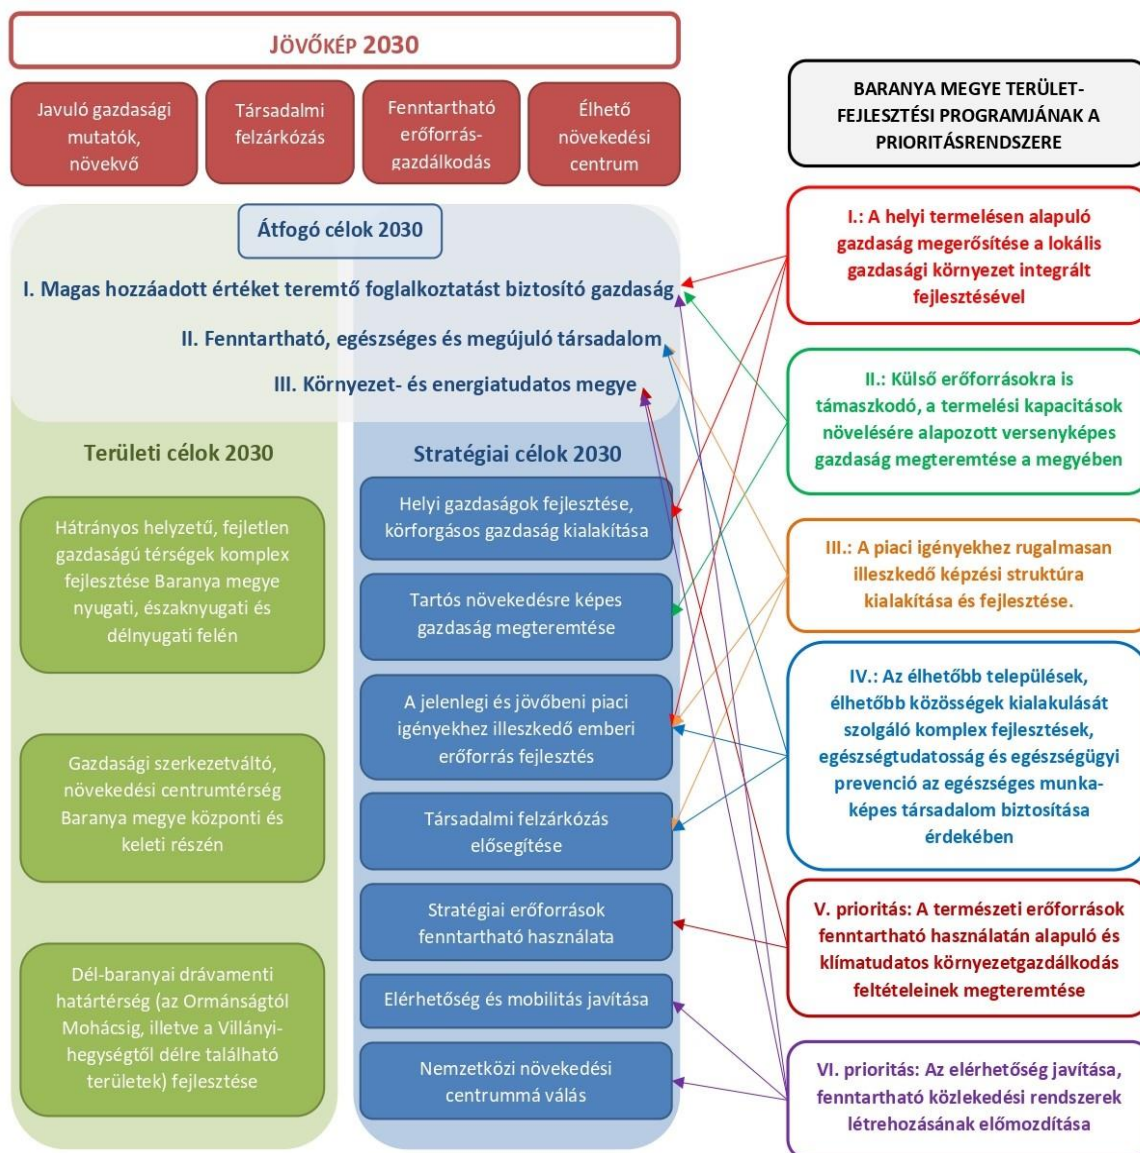 JÖVŐKÉP 2030
Javuló gazdasági
mutatók,
növekvő
Társadalmi
felzárkózás
Fenntartható
erőforrás-
gazdálkodás
Élhető
növekedési
centrum
Átfogó célok 2030
I. Magas hozzáadott értéket teremtő foglalkoztatást biztosító gazdaság
II. Fenntartható, egészséges és megújuló társadalom
III. Környezet- és energiatudatos megye
Területi célok 2030
Hátrányos helyzetű, fejletlen
gazdaságú térségek komplex
fejlesztése Baranya megye
nyugati, északnyugati és
délnyugati felén
Gazdasági szerkezetváltó,
növekedési centrumtérség
Baranya megye központi és
keleti részén
Dél-baranyai drávamenti
határtérség (az Ormánságtól
Mohácsig, illetve a Villányi-
hegységtől délre található
területek) fejlesztése
Stratégiai célok 2030
Helyi gazdaságok fejlesztése,
körforgásos gazdaság kialakítása
Tartós növekedésre képes
gazdaság megteremtése
A jelenlegi és jövőbeni piaci
igényekhez illeszkedő emberi
erőforrás fejlesztés
Társadalmi felzárkózás
elősegítése
Stratégiai erőforrások
fenntartható használata
Elérhetőség és mobilitás javítása
Nemzetközi növekedési
centrummá válás
BARANYA MEGYE TERÜLET-
FEJLESZTÉSI PROGRAMJÁNAK A
PRIORITÁSRENDSZERE
I.: A helyi termelésen alapuló
gazdaság megerősítése a lokális
gazdasági környezet integrált
fejlesztésével
II.: Külső erőforrásokra is
támaszkodó, a termelési kapacitások
növelésére alapozott versenyképes
gazdaság megteremtése a megyében
III.: A piaci igényekhez rugalmasan
illeszkedő képzési struktúra
kialakítása és fejlesztése.
IV.: Az élhetőbb települések,
élhetőbb közösségek kialakulását
szolgáló komplex fejlesztések,
egészségtudatosság és egészségügyi
prevenció az egészséges munka-
képes társadalom biztosítása
érdekében
V. prioritás: A természeti erőforrások
fenntartható használatán alapuló és
klímatudatos környezetgazdálkodás
feltételeinek megteremtése
VI. prioritás: Az elérhetőség javítása,
fenntartható közlekedési rendszerek
létrehozásának előmozdítása